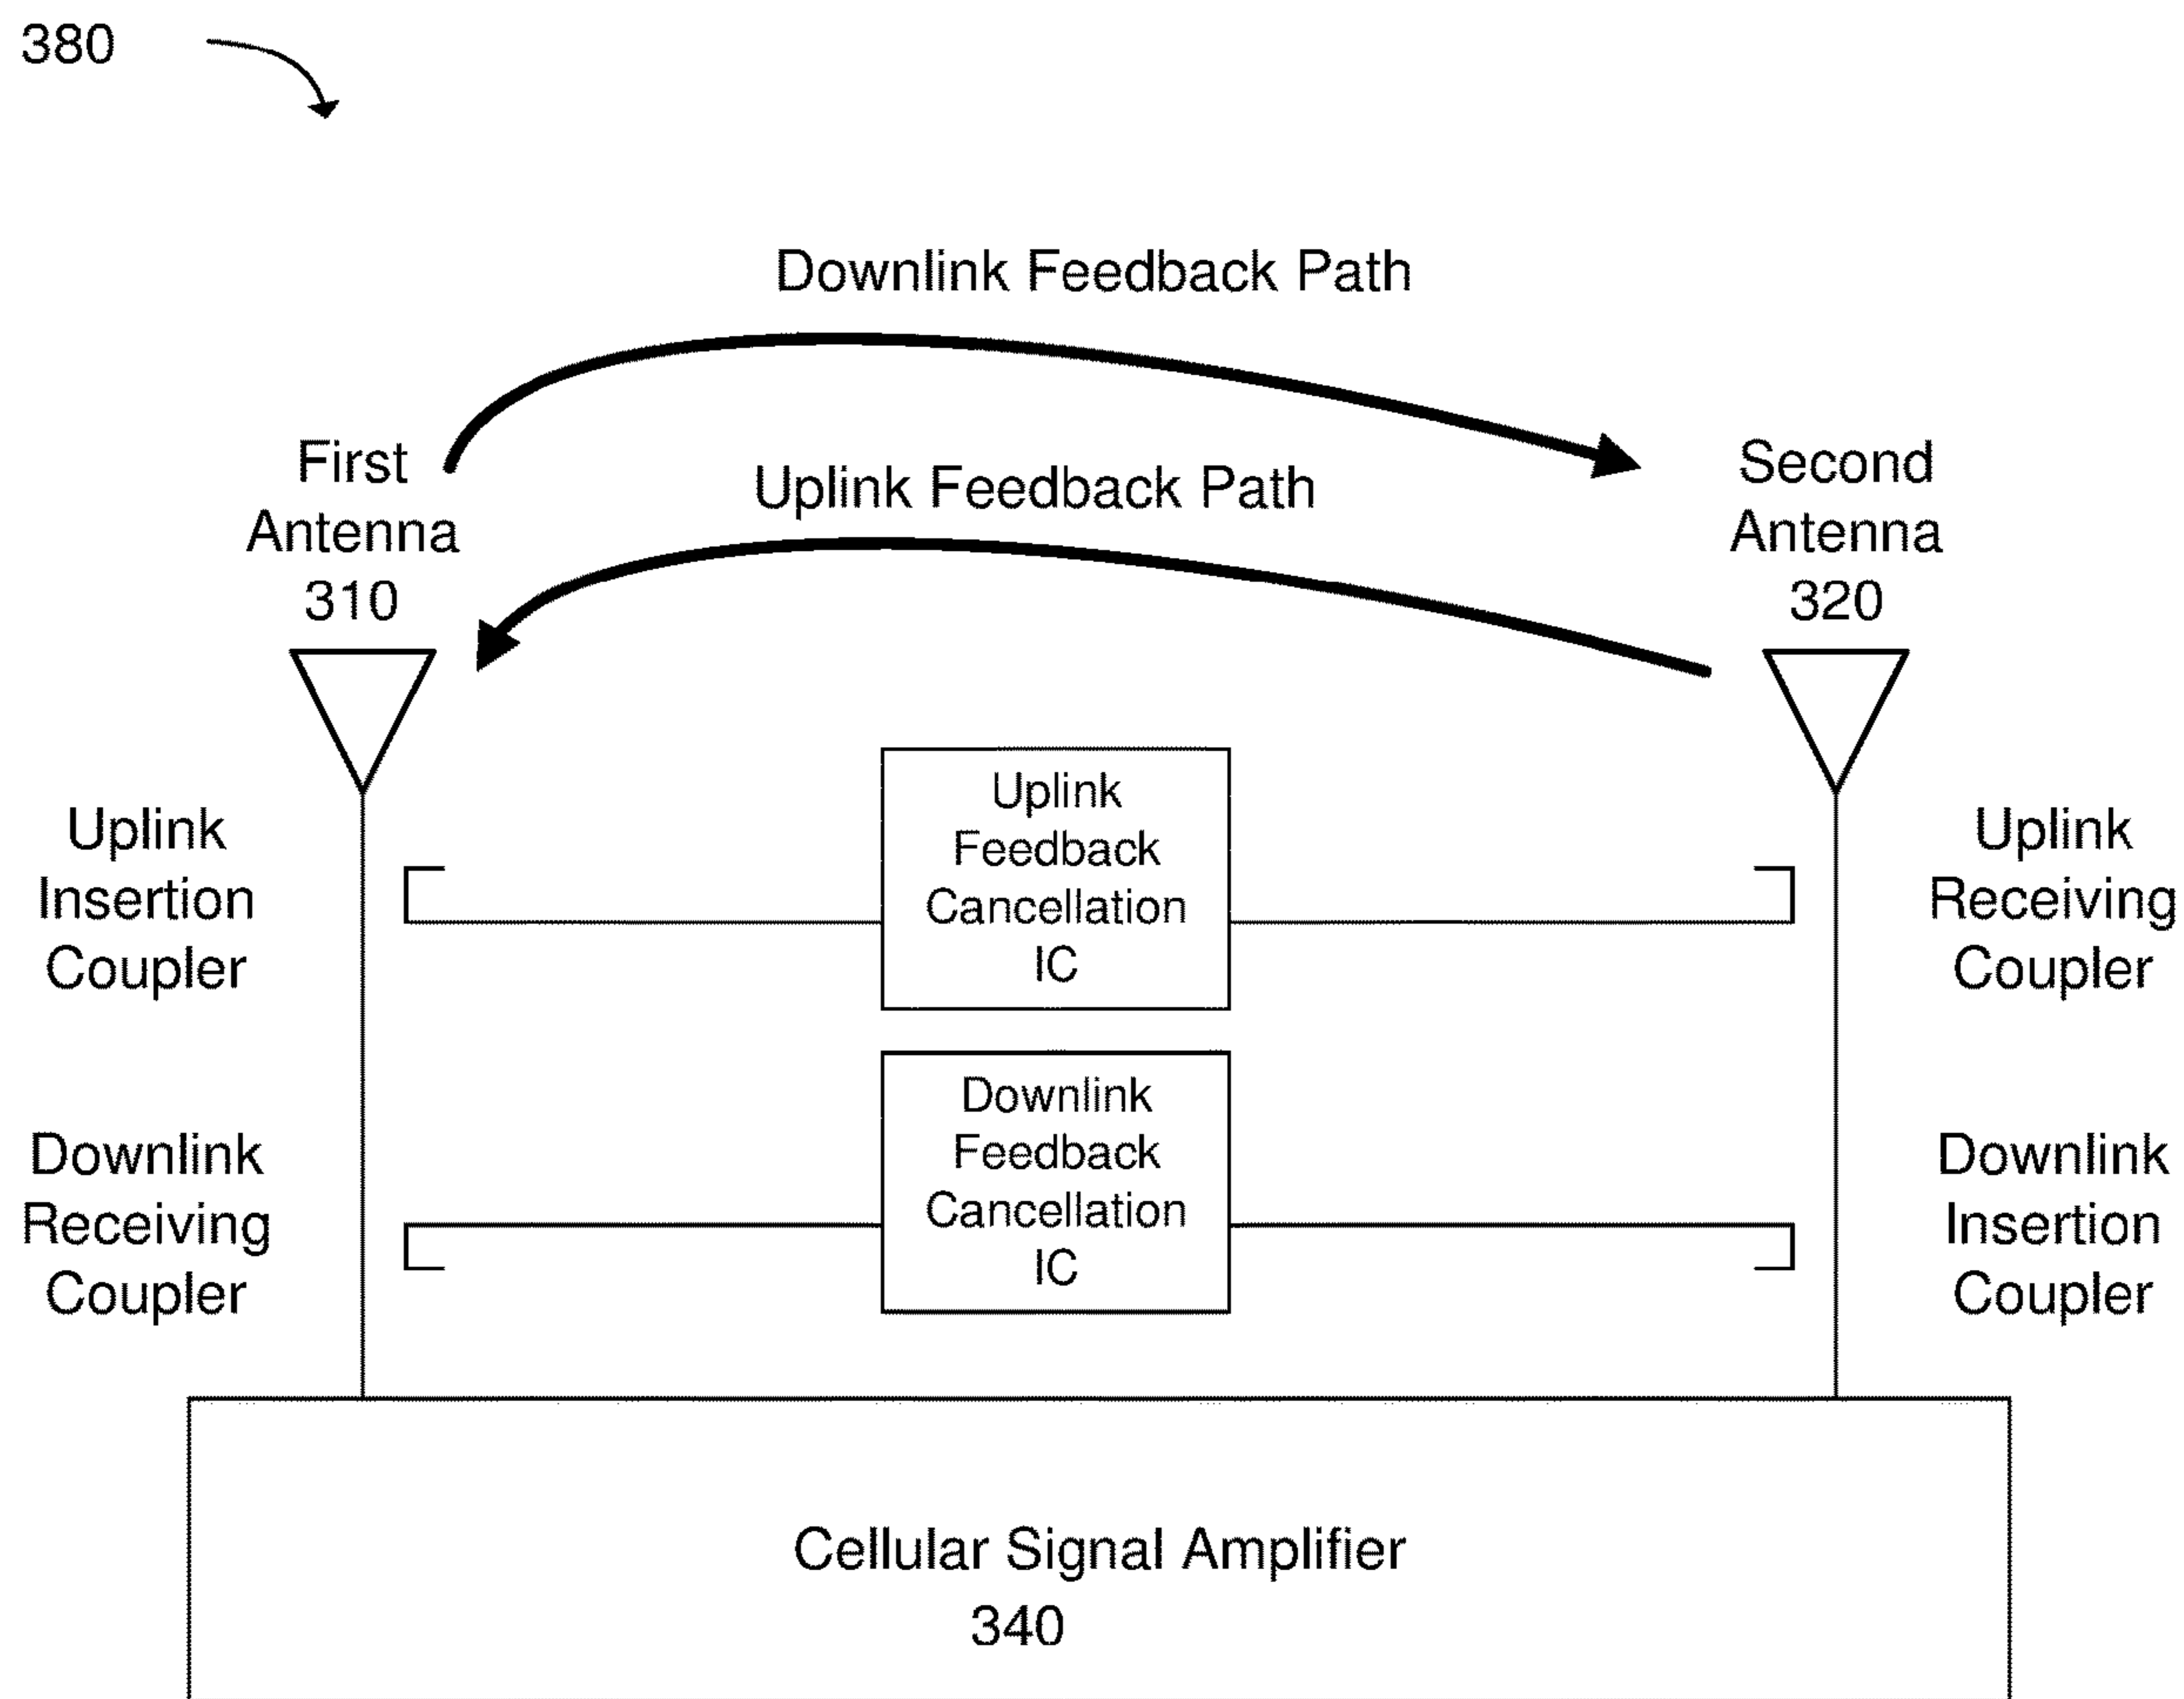 380
Downlink Feedback Path
First
Antenna
310
Uplink Feedback Path
Second
Antenna
320
Uplink
Insertion
Coupler
Uplink
Feedback
Cancellation
IC
Uplink
Receiving
Coupler
Downlink
Receiving
Coupler
Downlink
Feedback
Cancellation
IC
Downlink
Insertion
Coupler
Cellular Signal Amplifier
340